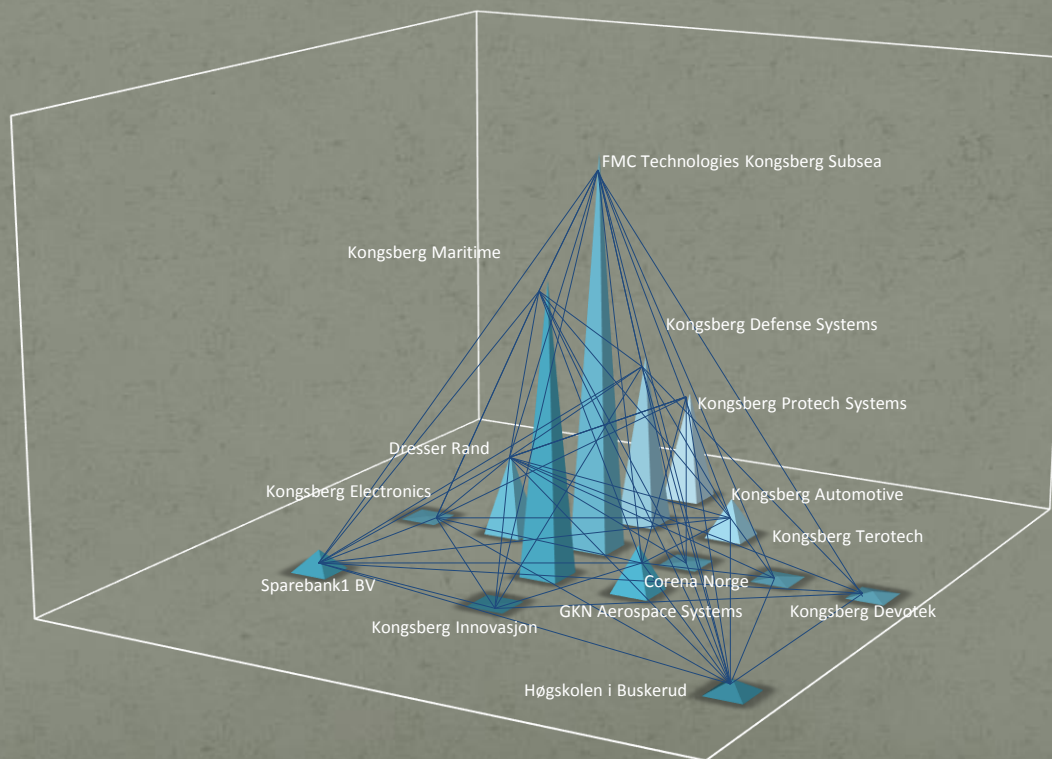 FMC Technologies Kongsberg Subsea
Kongsberg Maritime
Kongsberg Defense Systems
Kongsberg Protech Systems
Dresser Rand
Kongsberg Electronics
Kongsberg Automotive
Kongsberg Terotech
Sparebank1 BV
Corena Norge
GKN Aerospace Systems
Kongsberg Devotek
Kongsberg Innovasjon
Høgskolen i Buskerud